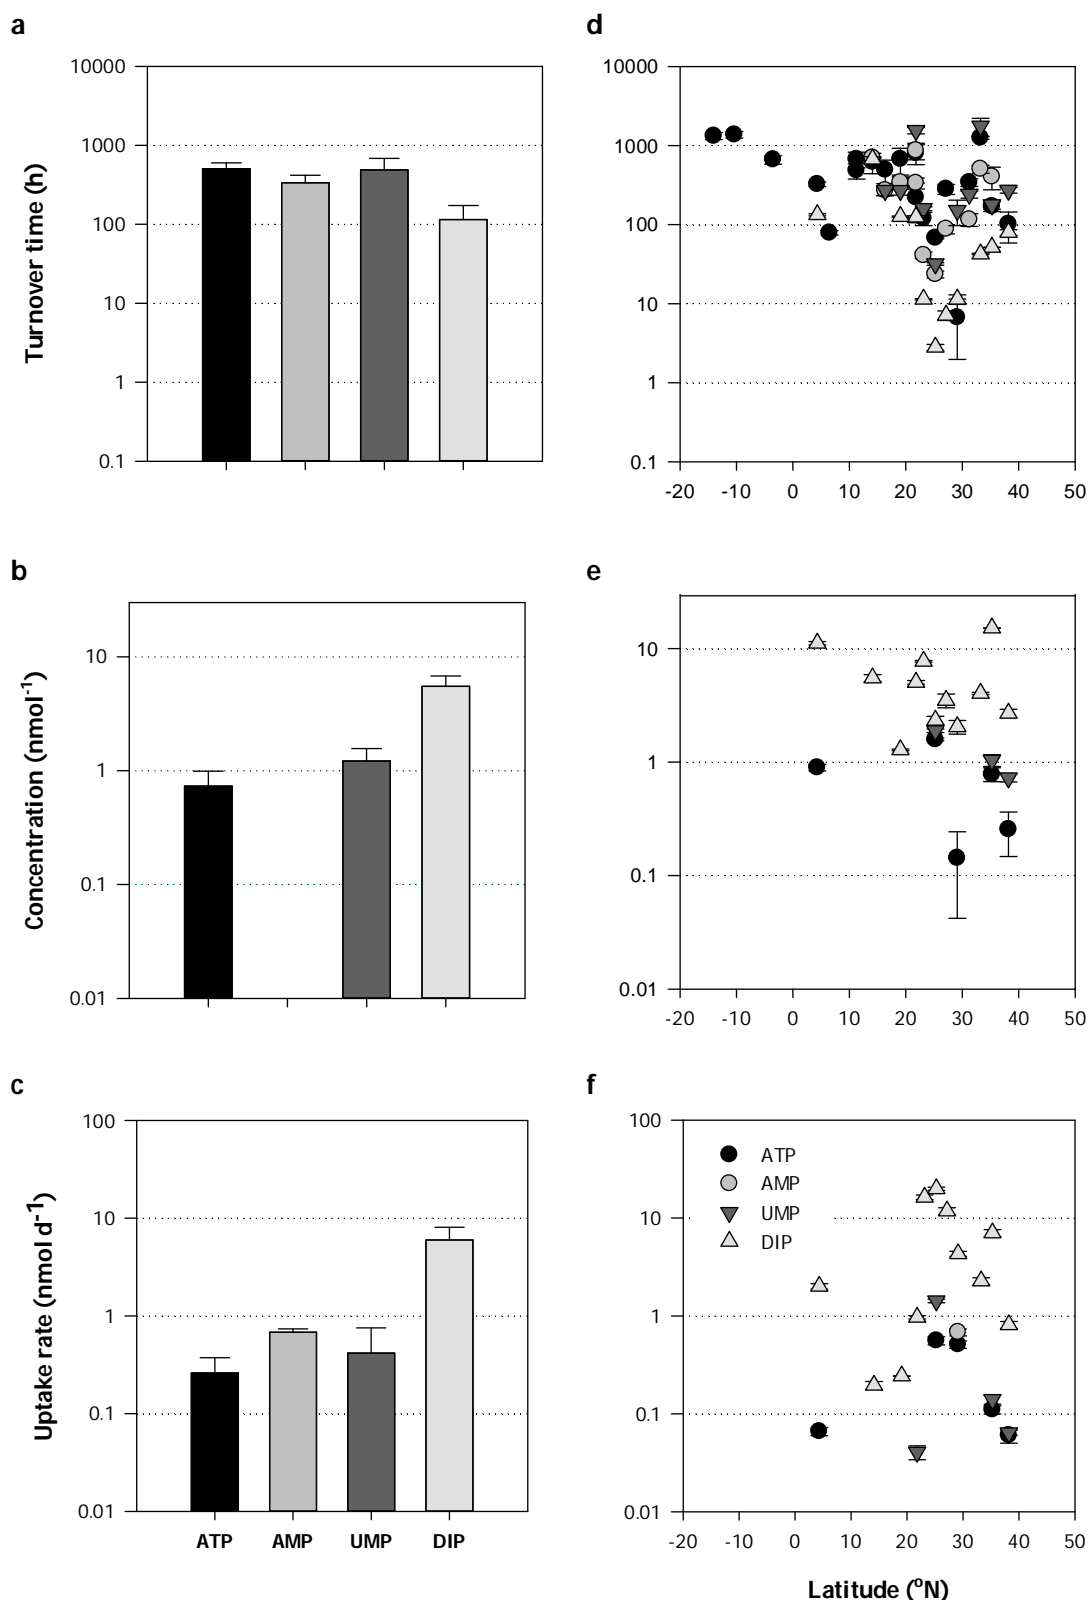 a
10000
1000
100
10
1
0.1
Turnover time (h)
d
10000
1000
100
10
1
0.1
-20 -10 0 10 20 30 40 50
b
10
1
0.1
0.01
Concentration (nmol-1)
e
10
1
0.1
0.01
-20 -10 0 10 20 30 40 50
c
100
10
1
0.1
0.01
Uptake rate (nmol d-1)
ATP AMP UMP DIP
f
100
10
1
0.1
0.01
ATP
AMP
UMP
DIP
-20 -10 0 10 20 30 40 50
Latitude (oN)